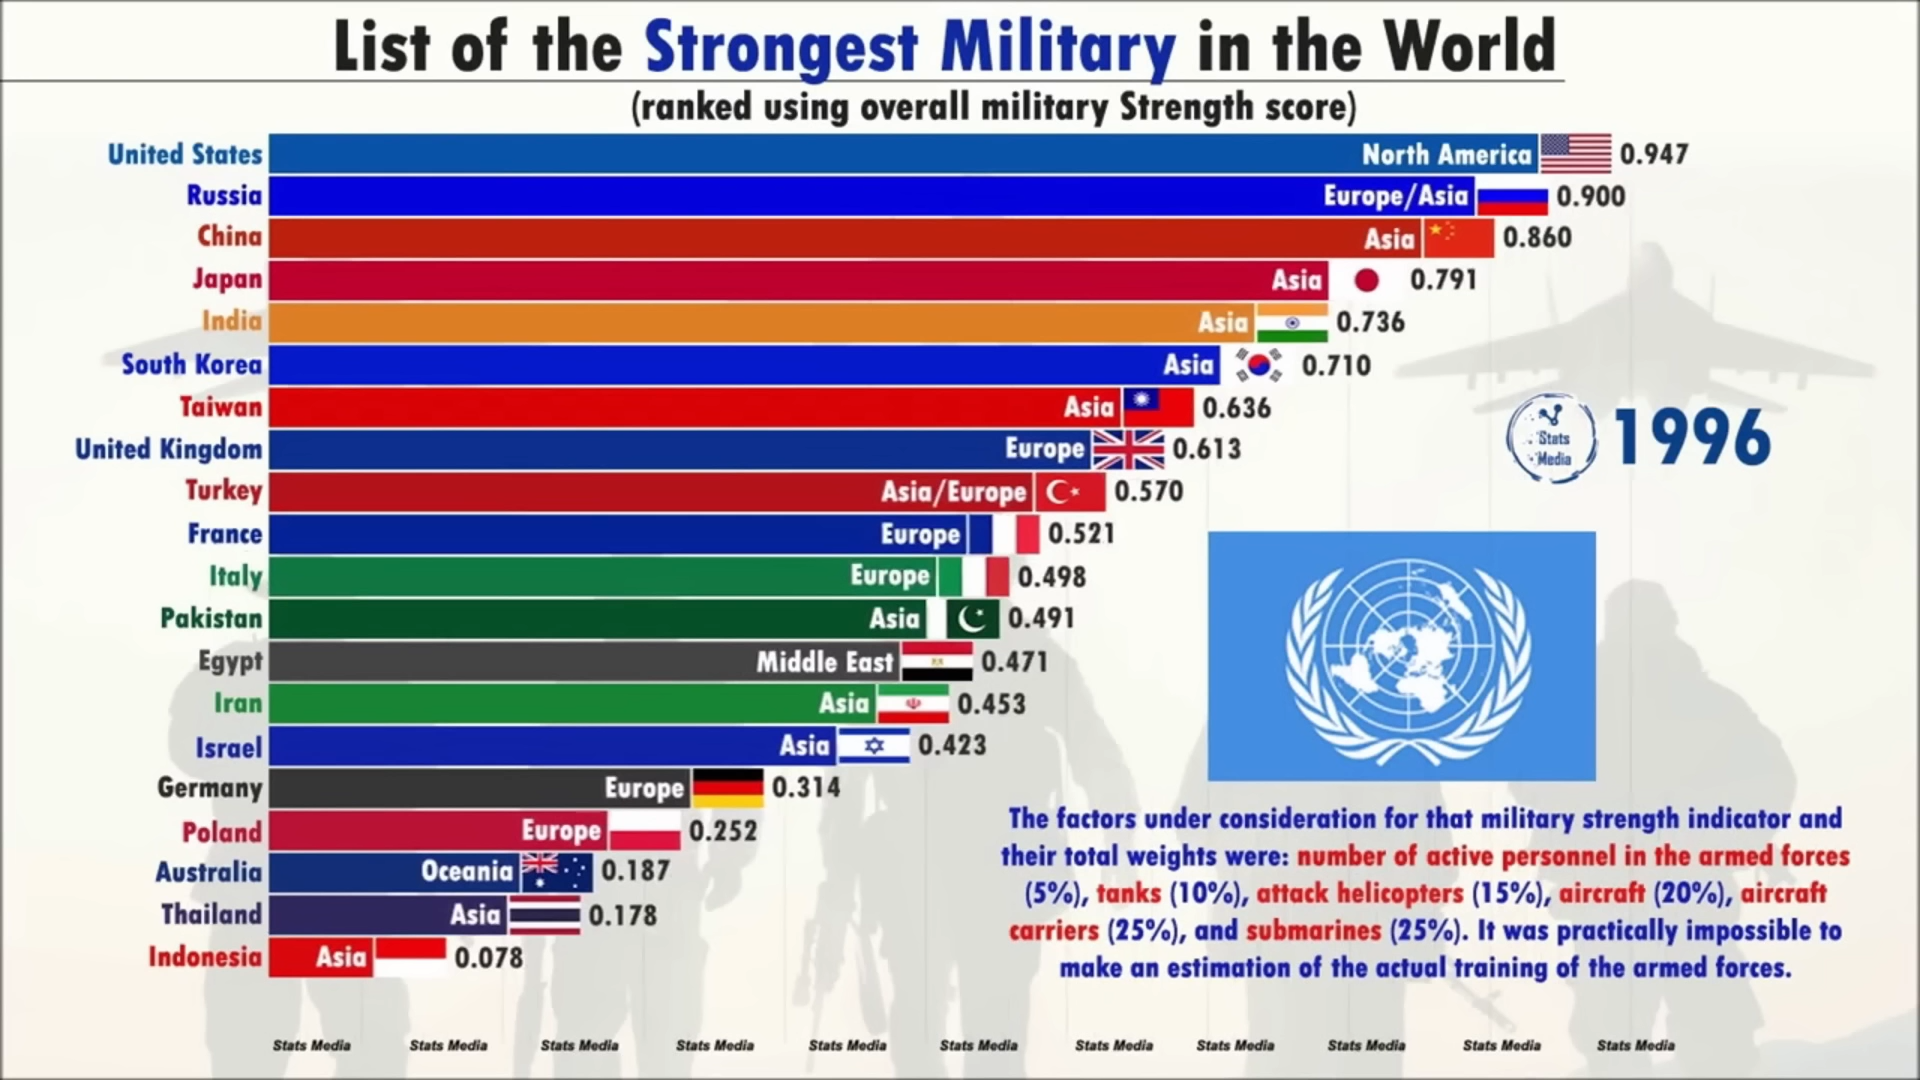 List of the Strongest Military in the World
(ranked using overall military Strength score)
United States North America 0.947
Russia Europe/Asia 0.900
China Asia 0.860
Japan Asia 0.791
India Asia 0.736
South Korea Asia 0.710
Taiwan Asia 0.636
United Kingdom Europe 0.613
Turkey Asia/Europe 0.570
France Europe 0.521
Italy Europe 0.498
Pakistan Asia 0.491
Egypt Middle East 0.471
Iran Asia 0.453
Israel Asia 0.423
Germany Europe 0.314
Poland Europe 0.252
Australia Oceania 0.187
Thailand Asia 0.178
Indonesia Asia 0.078
Stats
Media
1996
The factors under consideration for that military strength indicator and
their total weights were: number of active personnel in the armed forces
(5%), tanks (10%), attack helicopters (15%), aircraft (20%), aircraft
carriers (25%), and submarines (25%). It was practically impossible to
make an estimation of the actual training of the armed forces.
Stats Media Stats Media Stats Media Stats Media Stats Media Stats Media Stats Media Stats Media Stats Media Stats Media Stats Media